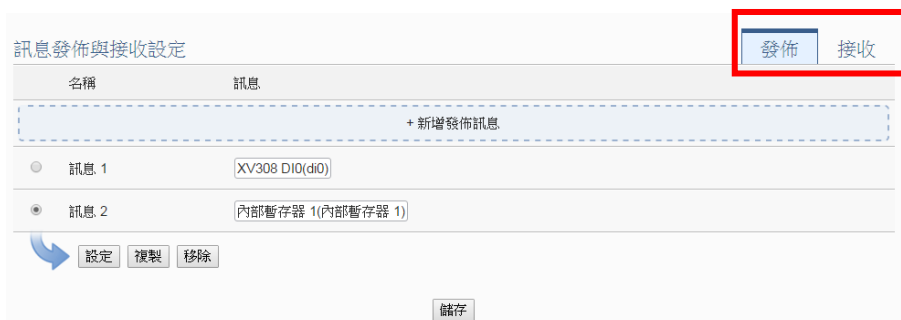 訊息發佈與接收設定 發佈 接收
名稱 訊息
+ 新增發佈訊息
訊息 1 XV308 DI0(di0)
訊息 2 內部暫存器 1(內部暫存器 1)
設定 複製 移除
儲存